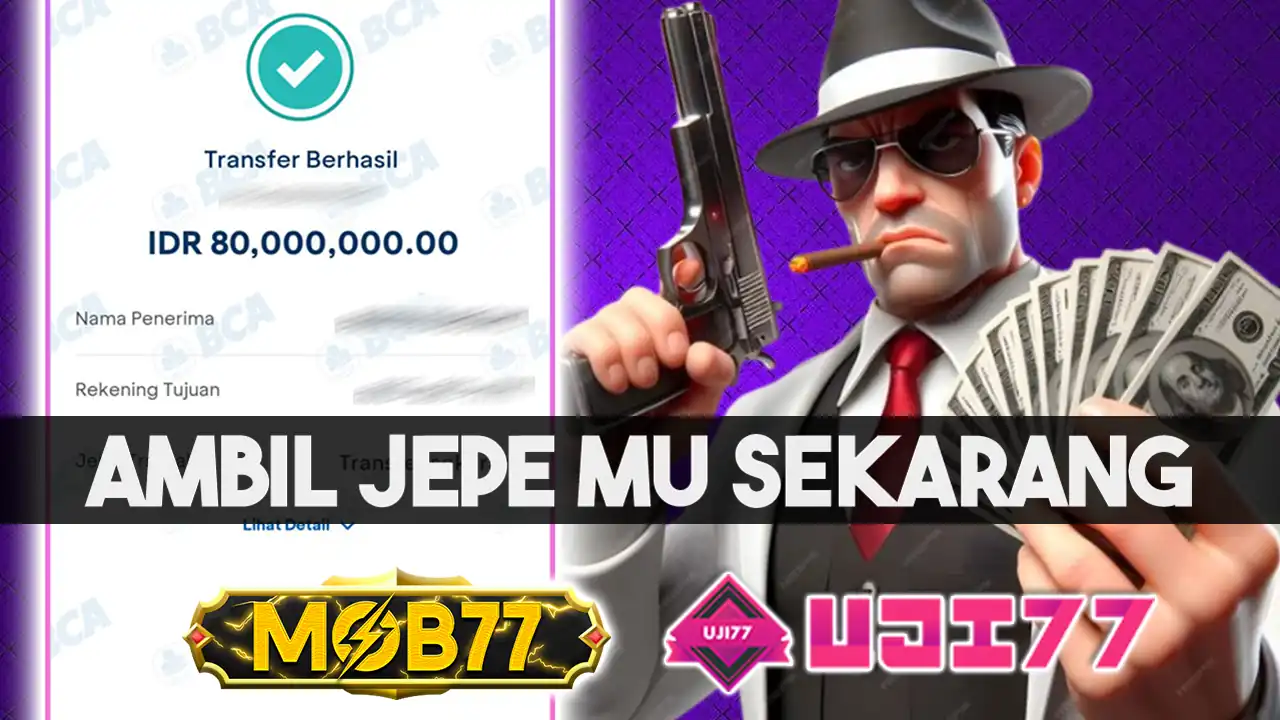 BCA
Transfer Berhasil
IDR 80,000,000.00
Nama Penerima
Rekening Tujuan
AMBIL JEPE MU SEKARANG
Lihat Detail
MOB77
UJI77
UJI77